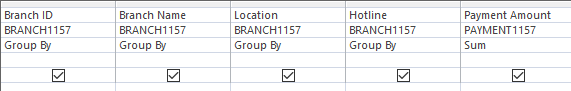 Branch ID Branch Name Location Hotline Payment Amount
BRANCH1157 BRANCH1157 BRANCH1157 BRANCH1157 PAYMENT1157
Group By Group By Group By Group By Sum